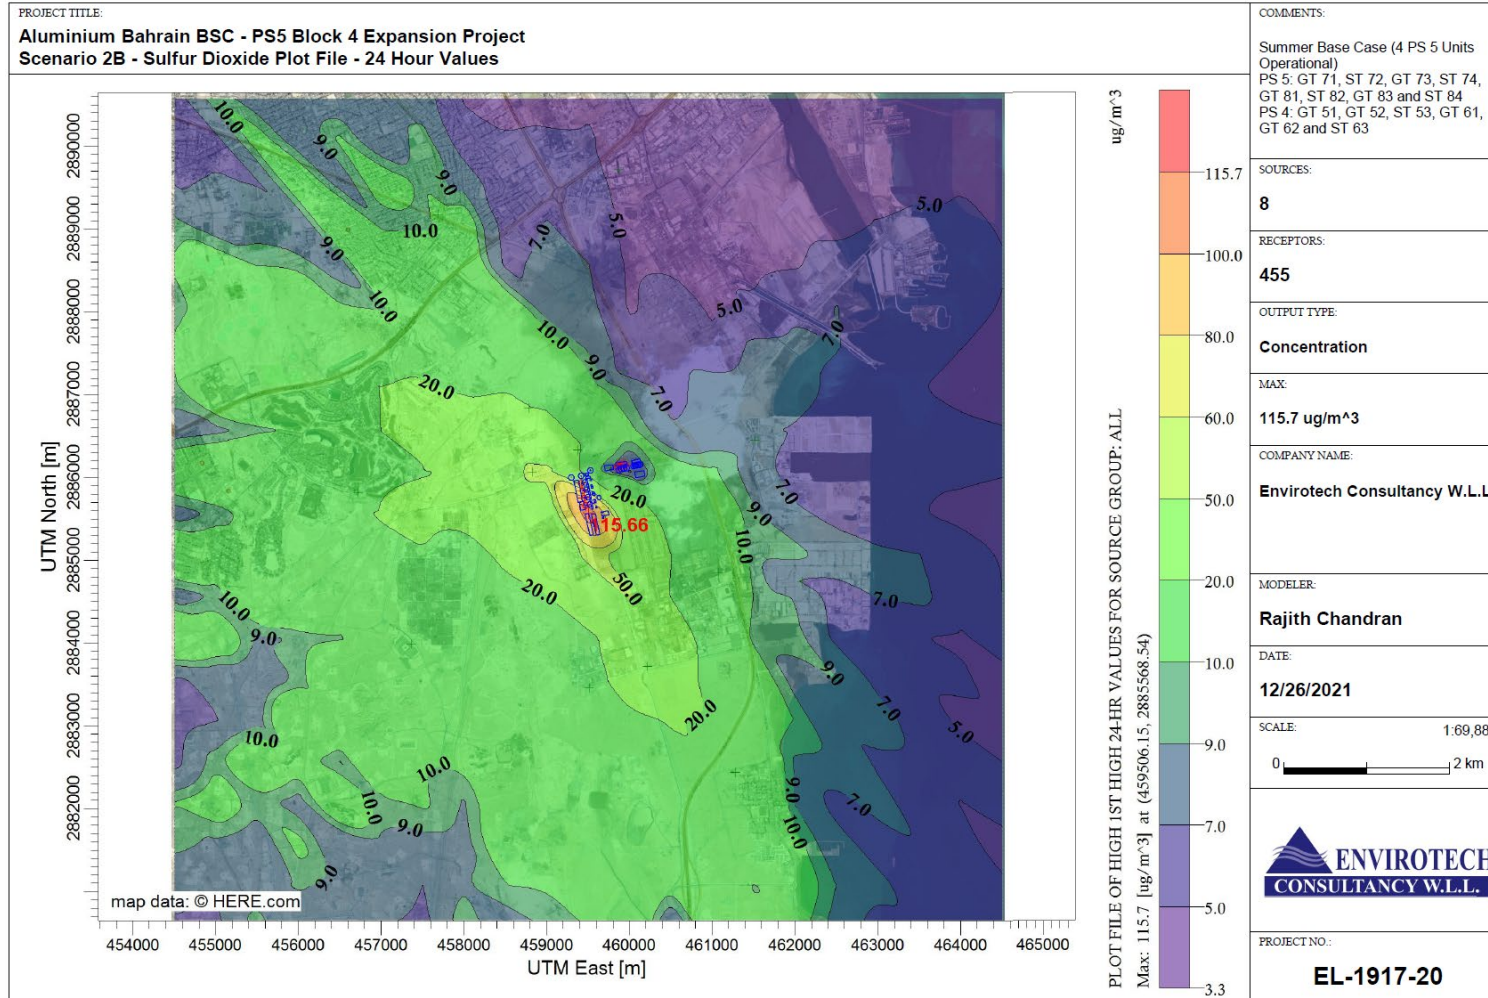 PROJECT TITLE:
Aluminium Bahrain BSC - PS5 Block 4 Expansion Project
Scenario 2B - Sulfur Dioxide Plot File - 24 Hour Values
COMMENTS:
Summer Base Case (4 PS 5 Units
Operational)
PS 5: GT 71, ST 72, GT 73, ST 74,
GT 81, ST 82, GT 83 and ST 84
PS 4: GT 51, GT 52, ST 53, GT 61,
GT 62 and ST 63
SOURCES:
8
RECEPTORS:
455
OUTPUT TYPE:
Concentration
MAX:
115.7 ug/m^3
COMPANY NAME:
Envirotech Consultancy W.L.L
MODELER:
Rajith Chandran
DATE:
12/26/2021
SCALE:
1:69,88
0 2 km
ENVIROTECH
CONSULTANCY W.L.L.
PROJECT NO.:
EL-1917-20
UTM North [m]
2890000
2889000
2888000
2887000
2886000
2885000
2884000
2883000
2882000
10.0
9.0
9.0
10.0
9.0
7.0
5.0
5.0
10.0
5.0
7.0
10.0
9.0
7.0
20.0
20.0
15.66
7.0
9.0
10.0
50.0
20.0
7.0
10.0
9.0
9.0
7.0
5.0
20.0
10.0
10.0
10.0
9.0
9.0
9.0
10.0
7.0
map data: © HERE.com
454000
455000
456000
457000
458000
459000
460000
461000
462000
463000
464000
465000
UTM East [m]
PLOT FILE OF HIGH 1ST HIGH 24-HR VALUES FOR SOURCE GROUP: ALL
Max: 115.7 [ug/m^3] at (459506.15, 2885568.54)
ug/m^3
115.7
100.0
80.0
60.0
50.0
20.0
10.0
9.0
7.0
5.0
3.3